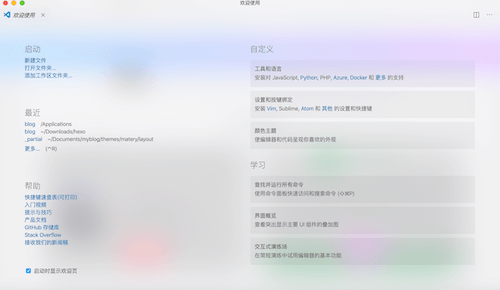 欢迎使用
欢迎使用
启动
新建文件
打开文件夹...
添加工作区文件夹...
最近
blog /Applications
blog ~/Downloads/hexo
_partial ~/Documents/myblog/themes/matery/layout
更多... (^R)
帮助
快捷键速查表(可打印)
入门视频
提示与技巧
产品文档
GitHub 存储库
Stack Overflow
接收我们的新闻稿
启动时显示欢迎页
自定义
工具和语言
安装对 JavaScript, Python, PHP, Azure, Docker 和 更多 的支持
设置和按键绑定
安装 Vim, Sublime, Atom 和 其他 的设置和快捷键
颜色主题
使编辑器和代码呈现你喜欢的外观
学习
查找并运行所有命令
使用命令面板快速访问和搜索命令 (⇧⌘P)
界面概览
查看突出显示主要 UI 组件的叠加图
交互式演练场
在简短演练中试用编辑器的基本功能